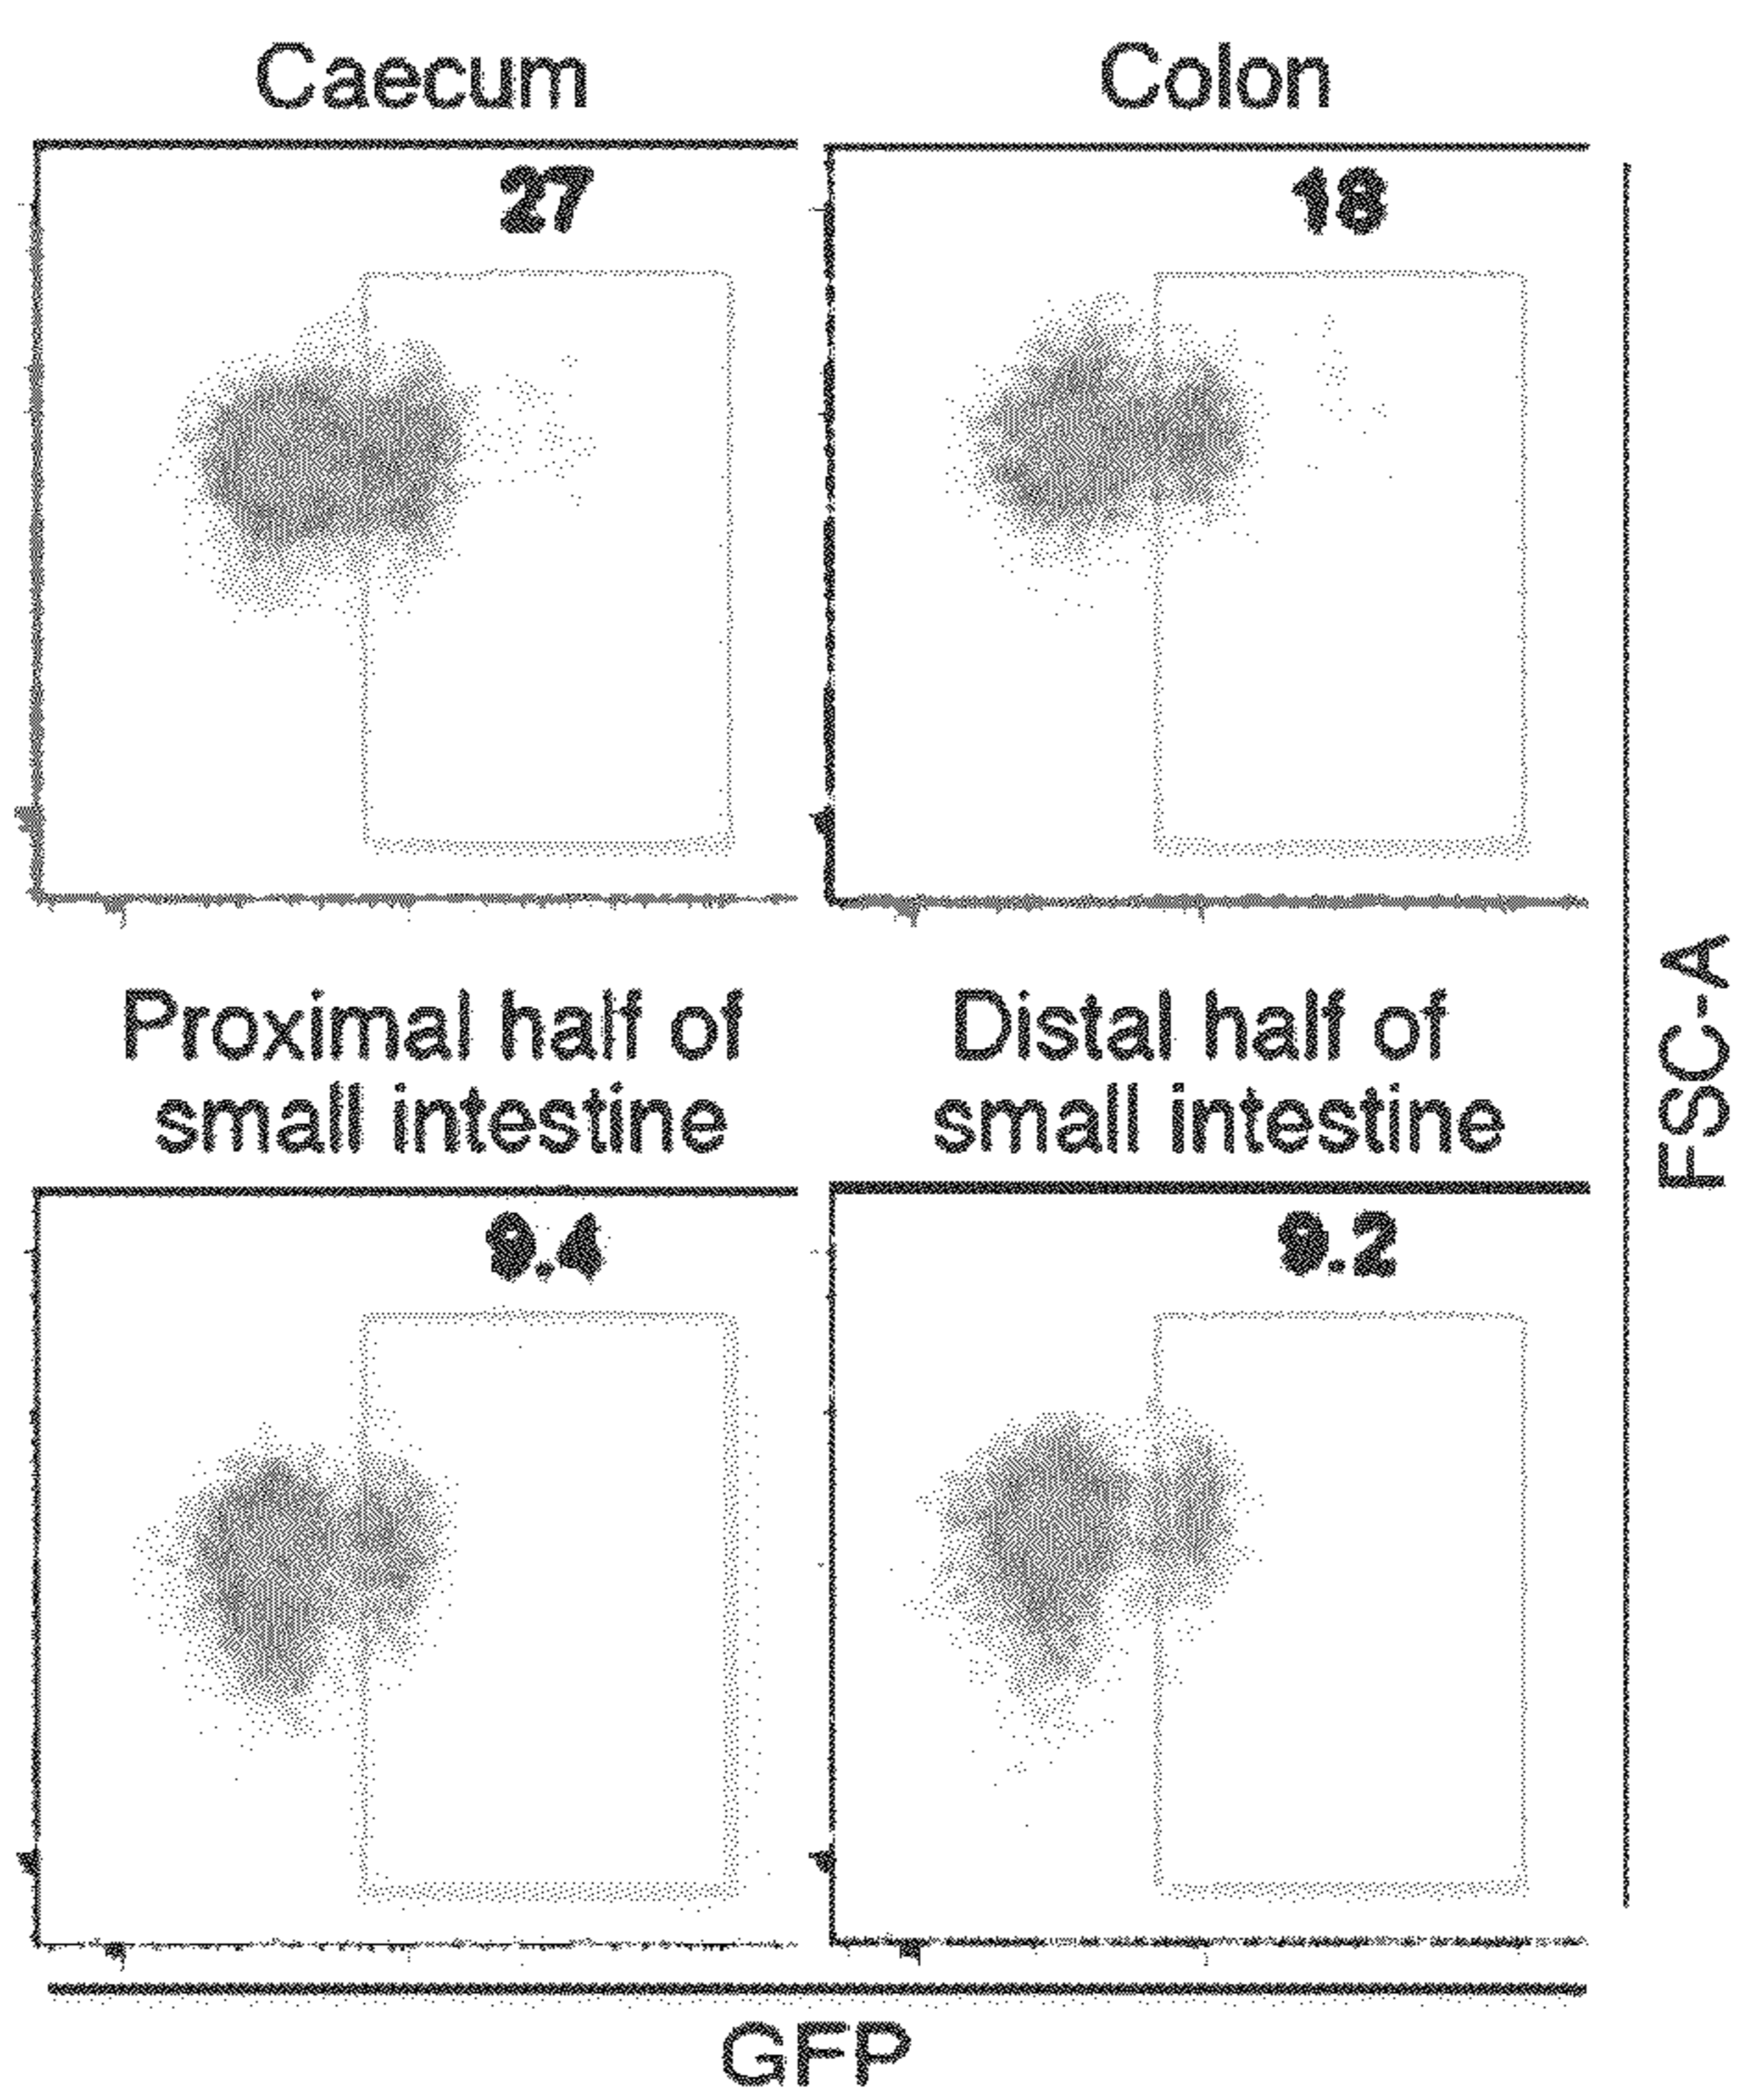 Caecum
Colon
27
18
Proximal half of
small intestine
Distal half of
small intestine
9.4
9.2
FSC-A
GFP